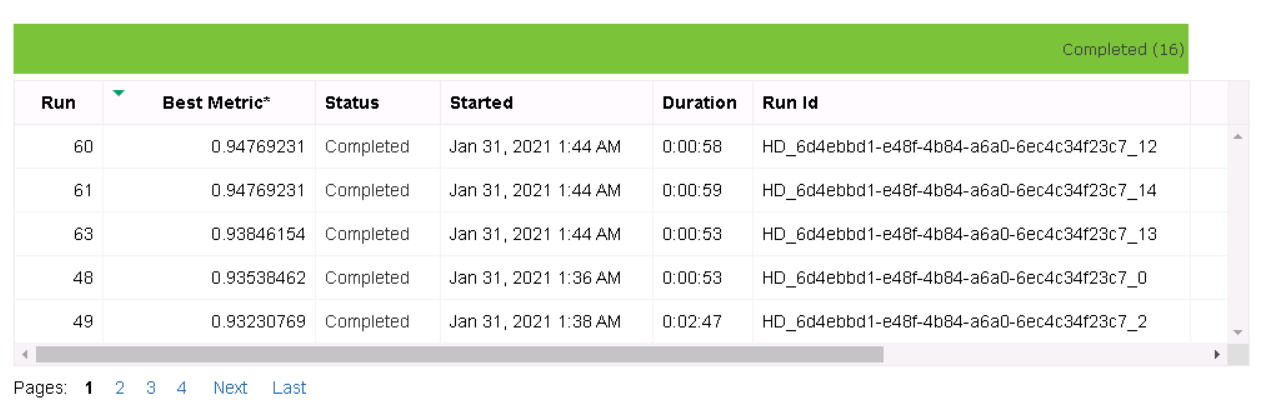 Completed (16)
Run Best Metric* Status Started Duration Run Id
60 0.94769231 Completed Jan 31, 2021 1:44 AM 0:00:58 HD_6d4ebbd1-e48f-4b84-a6a0-6ec4c34f23c7_12
61 0.94769231 Completed Jan 31, 2021 1:44 AM 0:00:59 HD_6d4ebbd1-e48f-4b84-a6a0-6ec4c34f23c7_14
63 0.93846154 Completed Jan 31, 2021 1:44 AM 0:00:53 HD_6d4ebbd1-e48f-4b84-a6a0-6ec4c34f23c7_13
48 0.93538462 Completed Jan 31, 2021 1:36 AM 0:00:53 HD_6d4ebbd1-e48f-4b84-a6a0-6ec4c34f23c7_0
49 0.93230769 Completed Jan 31, 2021 1:38 AM 0:02:47 HD_6d4ebbd1-e48f-4b84-a6a0-6ec4c34f23c7_2
Pages: 1 2 3 4 Next Last